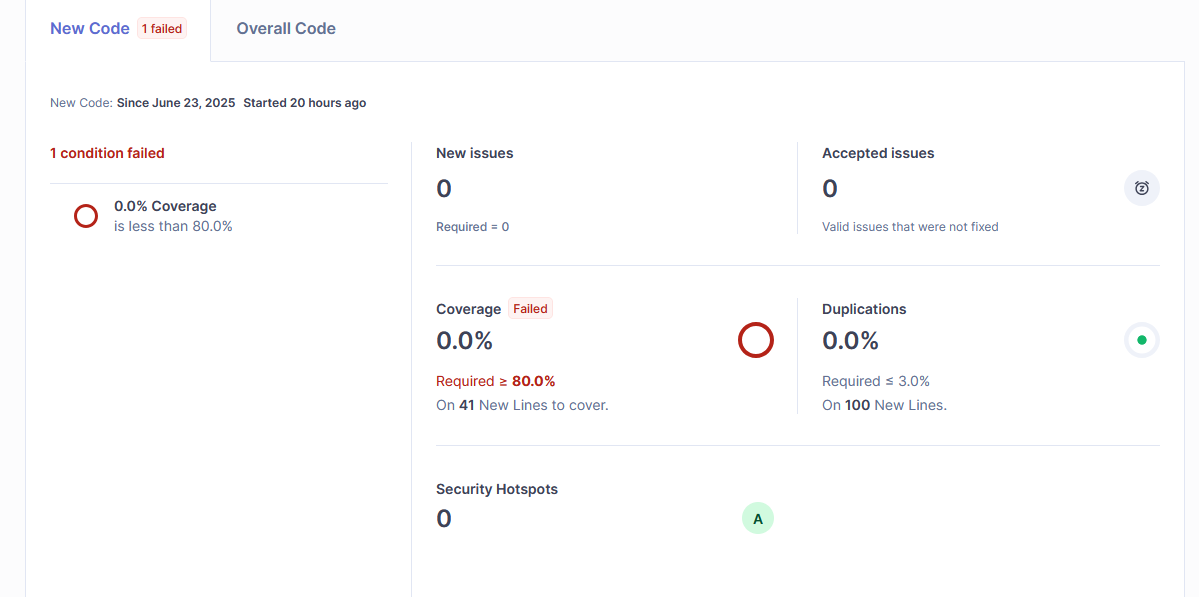 New Code 1 failed Overall Code
New Code: Since June 23, 2025 Started 20 hours ago
1 condition failed
0.0% Coverage
is less than 80.0%
New issues
0
Required = 0
Accepted issues
0
Valid issues that were not fixed
Coverage Failed
0.0%
Required ≥ 80.0%
On 41 New Lines to cover.
Duplications
0.0%
Required ≤ 3.0%
On 100 New Lines.
Security Hotspots
0
A